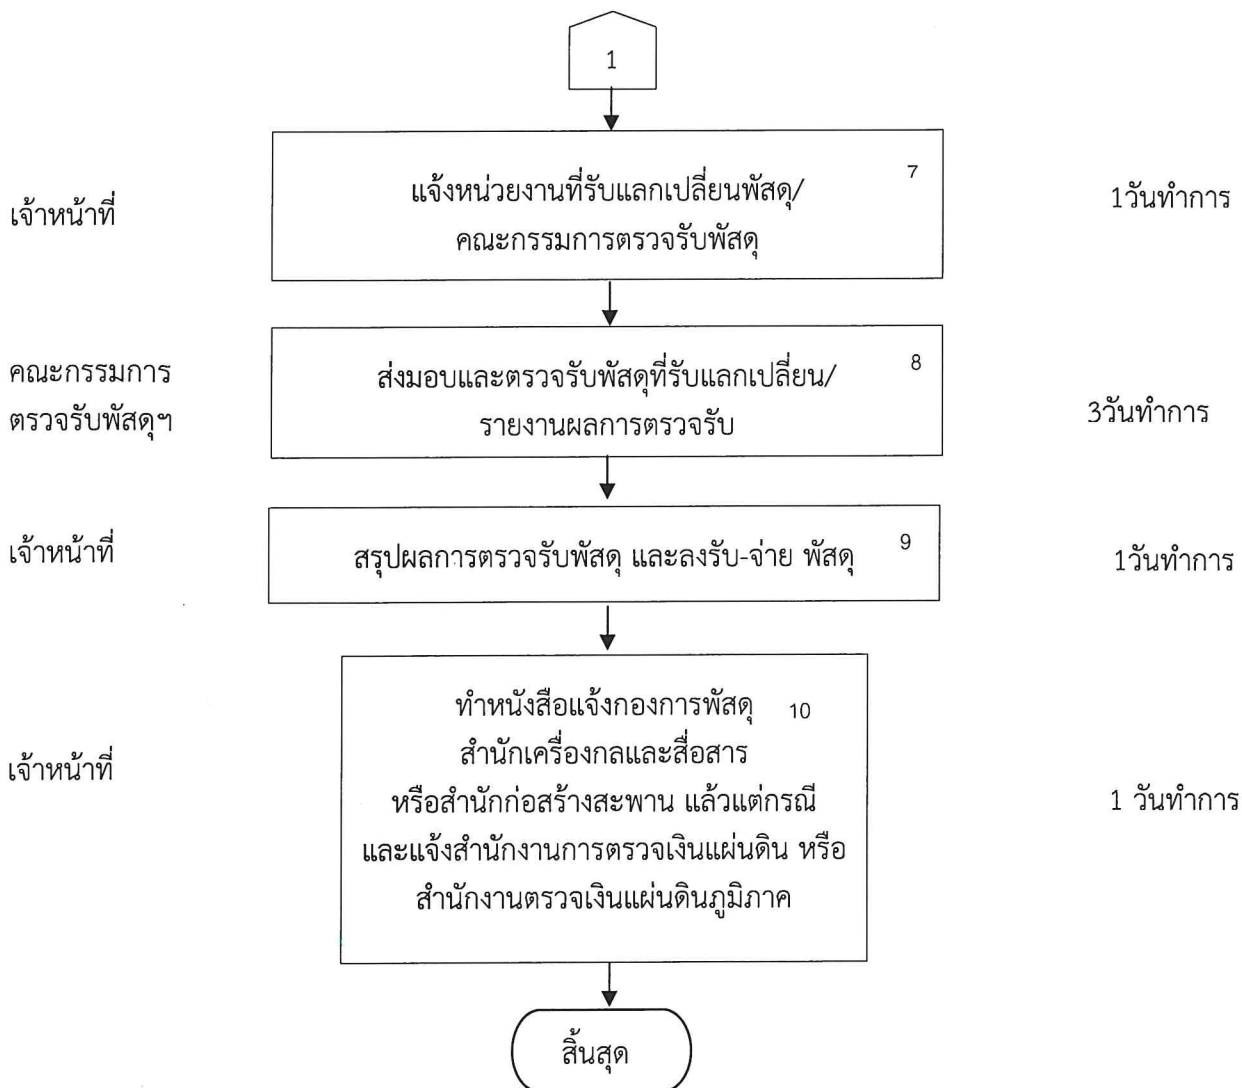 1
เจ้าหน้าที่
แจ้งหน่วยงานที่รับแลกเปลี่ยนพัสดุ/
คณะกรรมการตรวจรับพัสดุ
7
1วันทำการ
คณะกรรมการ
ตรวจรับพัสดุฯ
ส่งมอบและตรวจรับพัสดุที่รับแลกเปลี่ยน/
รายงานผลการตรวจรับ
8
3วันทำการ
เจ้าหน้าที่
สรุปผลการตรวจรับพัสดุ และลงรับ-จ่าย พัสดุ
9
1วันทำการ
เจ้าหน้าที่
ทำหนังสือแจ้งกองการพัสดุ
10
สำนักเครื่องกลและสื่อสาร
หรือสำนักก่อสร้างสะพาน แล้วแต่กรณี
และแจ้งสำนักงานการตรวจเงินแผ่นดิน หรือ
สำนักงานตรวจเงินแผ่นดินภูมิภาค
1 วันทำการ
สิ้นสุด